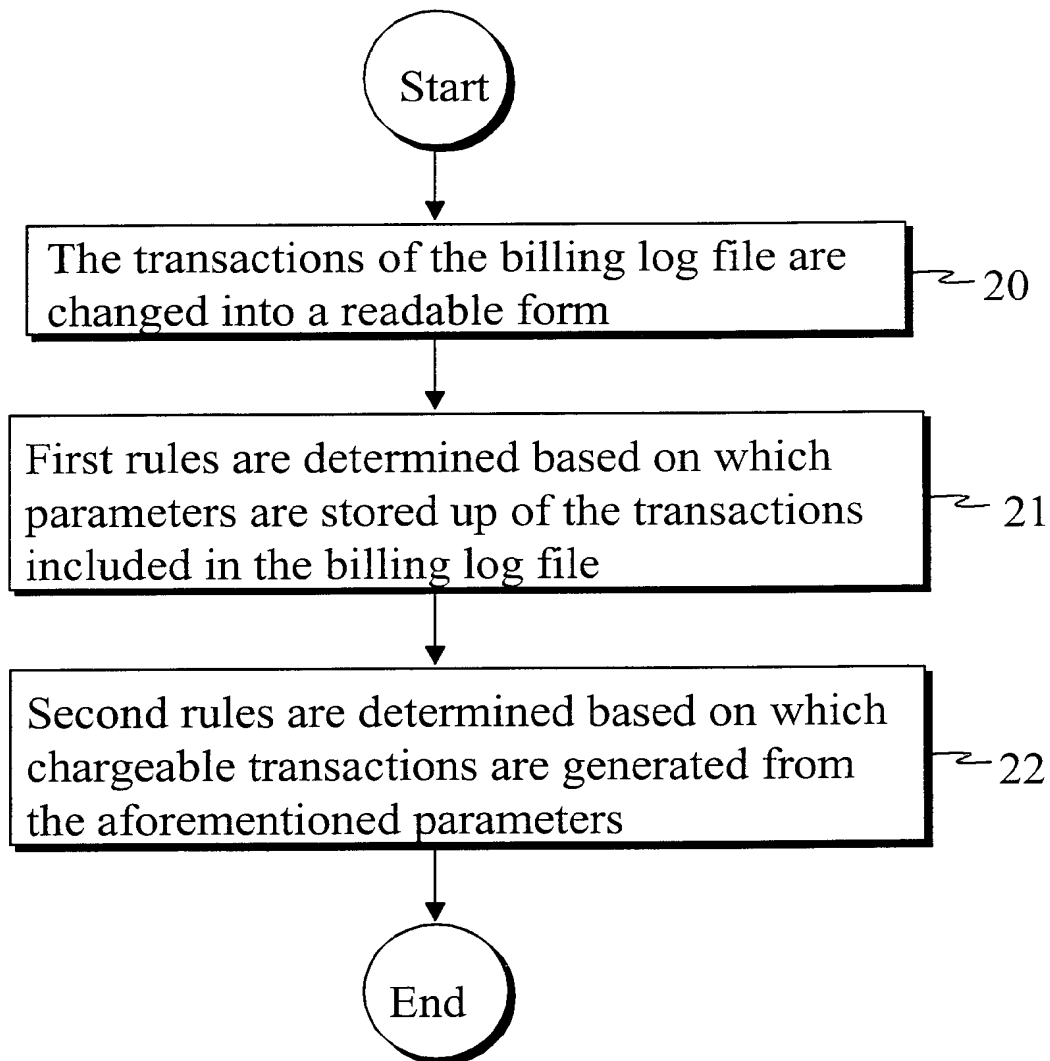 Start
The transactions of the billing log file are
changed into a readable form
20
First rules are determined based on which
parameters are stored up of the transactions
included in the billing log file
21
Second rules are determined based on which
chargeable transactions are generated from
the aforementioned parameters
22
End